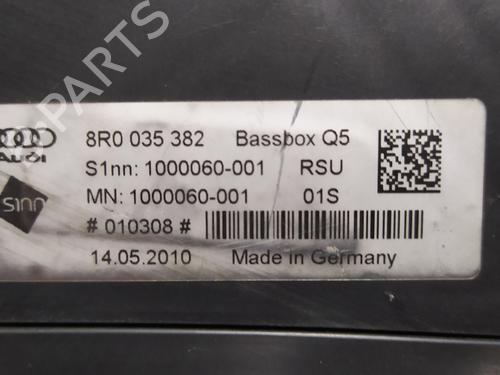 B-PARTS
8R0 035 382 Bassbox Q5
AUDI
S1nn: 1000060-001 RSU
S1nn
MN: 1000060-001 01S
# 010308 #
14.05.2010 Made in Germany